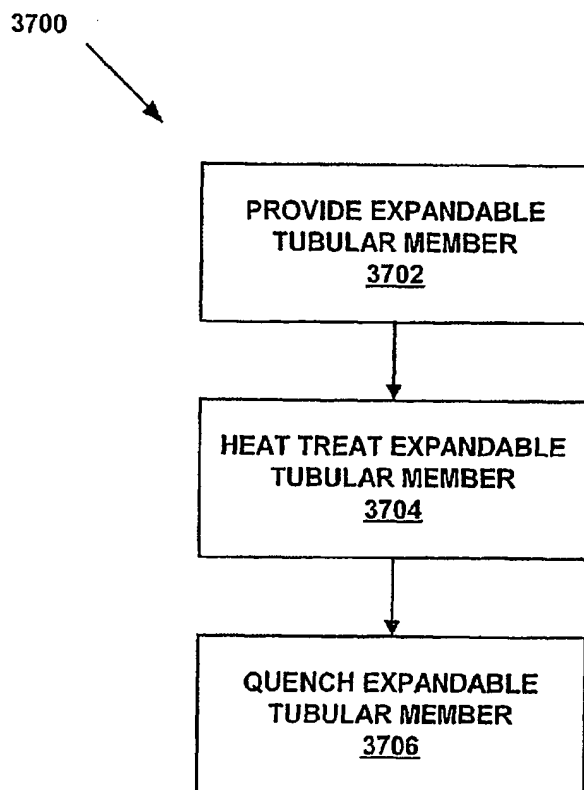 3700
PROVIDE EXPANDABLE
TUBULAR MEMBER
3702
HEAT TREAT EXPANDABLE
TUBULAR MEMBER
3704
QUENCH EXPANDABLE
TUBULAR MEMBER
3706